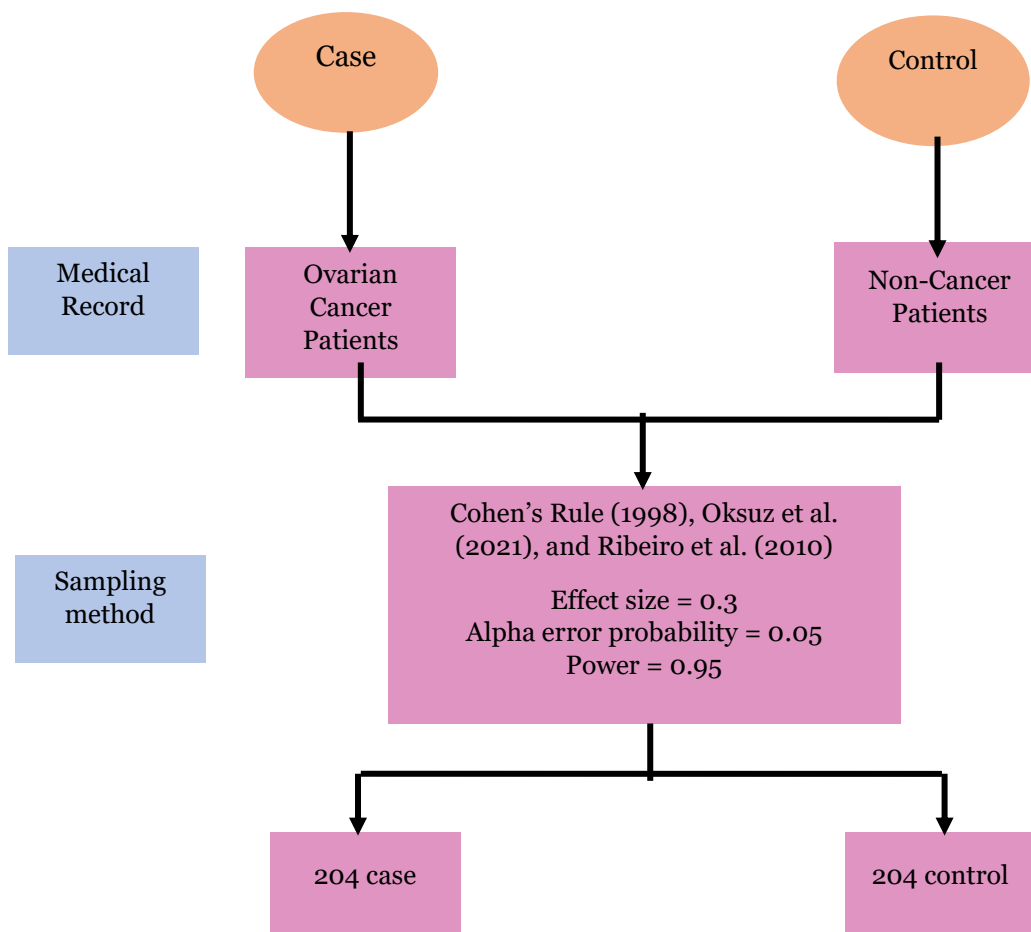 Case
Control
Medical
Record
Ovarian
Cancer
Patients
Non-Cancer
Patients
Cohen’s Rule (1998), Oksuz et al.
(2021), and Ribeiro et al. (2010)
Effect size = 0.3
Alpha error probability = 0.05
Power = 0.95
Sampling
method
204 case
204 control